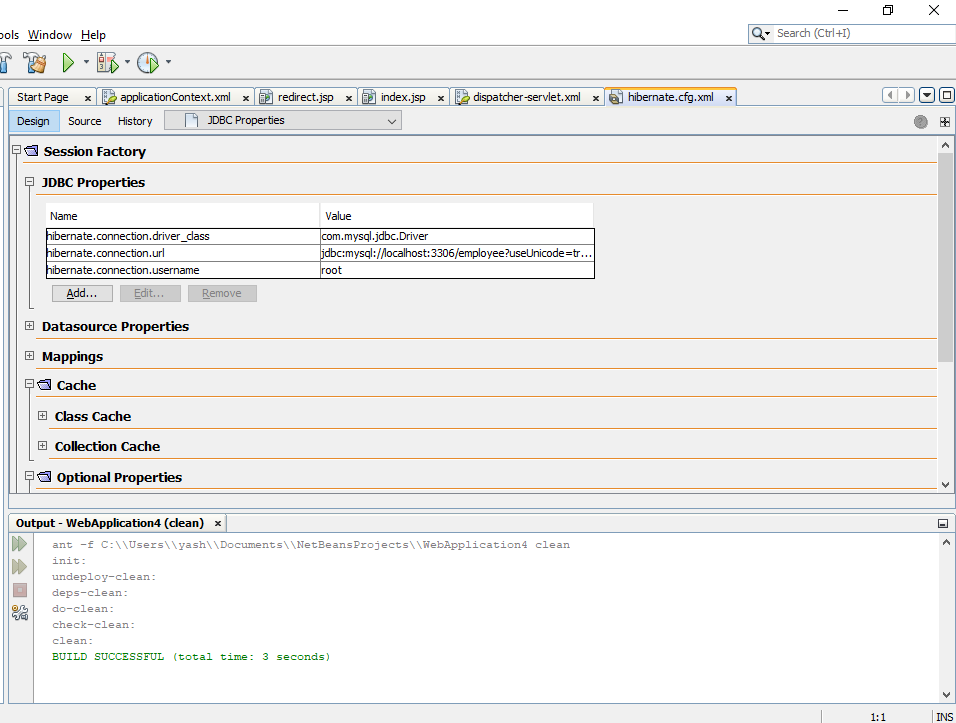 ools Window Help
Search (Ctrl+I)
Start Page x applicationContext.xml x redirect.jsp x index.jsp x dispatcher-servlet.xml x hibernate.cfg.xml x
Design Source History JDBC Properties
Session Factory
JDBC Properties
Name Value
hibernate.connection.driver_class com.mysql.jdbc.Driver
hibernate.connection.url jdbc:mysql://localhost:3306/employee?useUnicode=tr...
hibernate.connection.username root
Add... Edit... Remove
Datasource Properties
Mappings
Cache
Class Cache
Collection Cache
Optional Properties
Output - WebApplication4 (clean) x
ant -f C:\\Users\\yash\\Documents\\NetBeansProjects\\WebApplication4 clean
init:
undeploy-clean:
deps-clean:
do-clean:
check-clean:
clean:
BUILD SUCCESSFUL (total time: 3 seconds)
1:1 INS